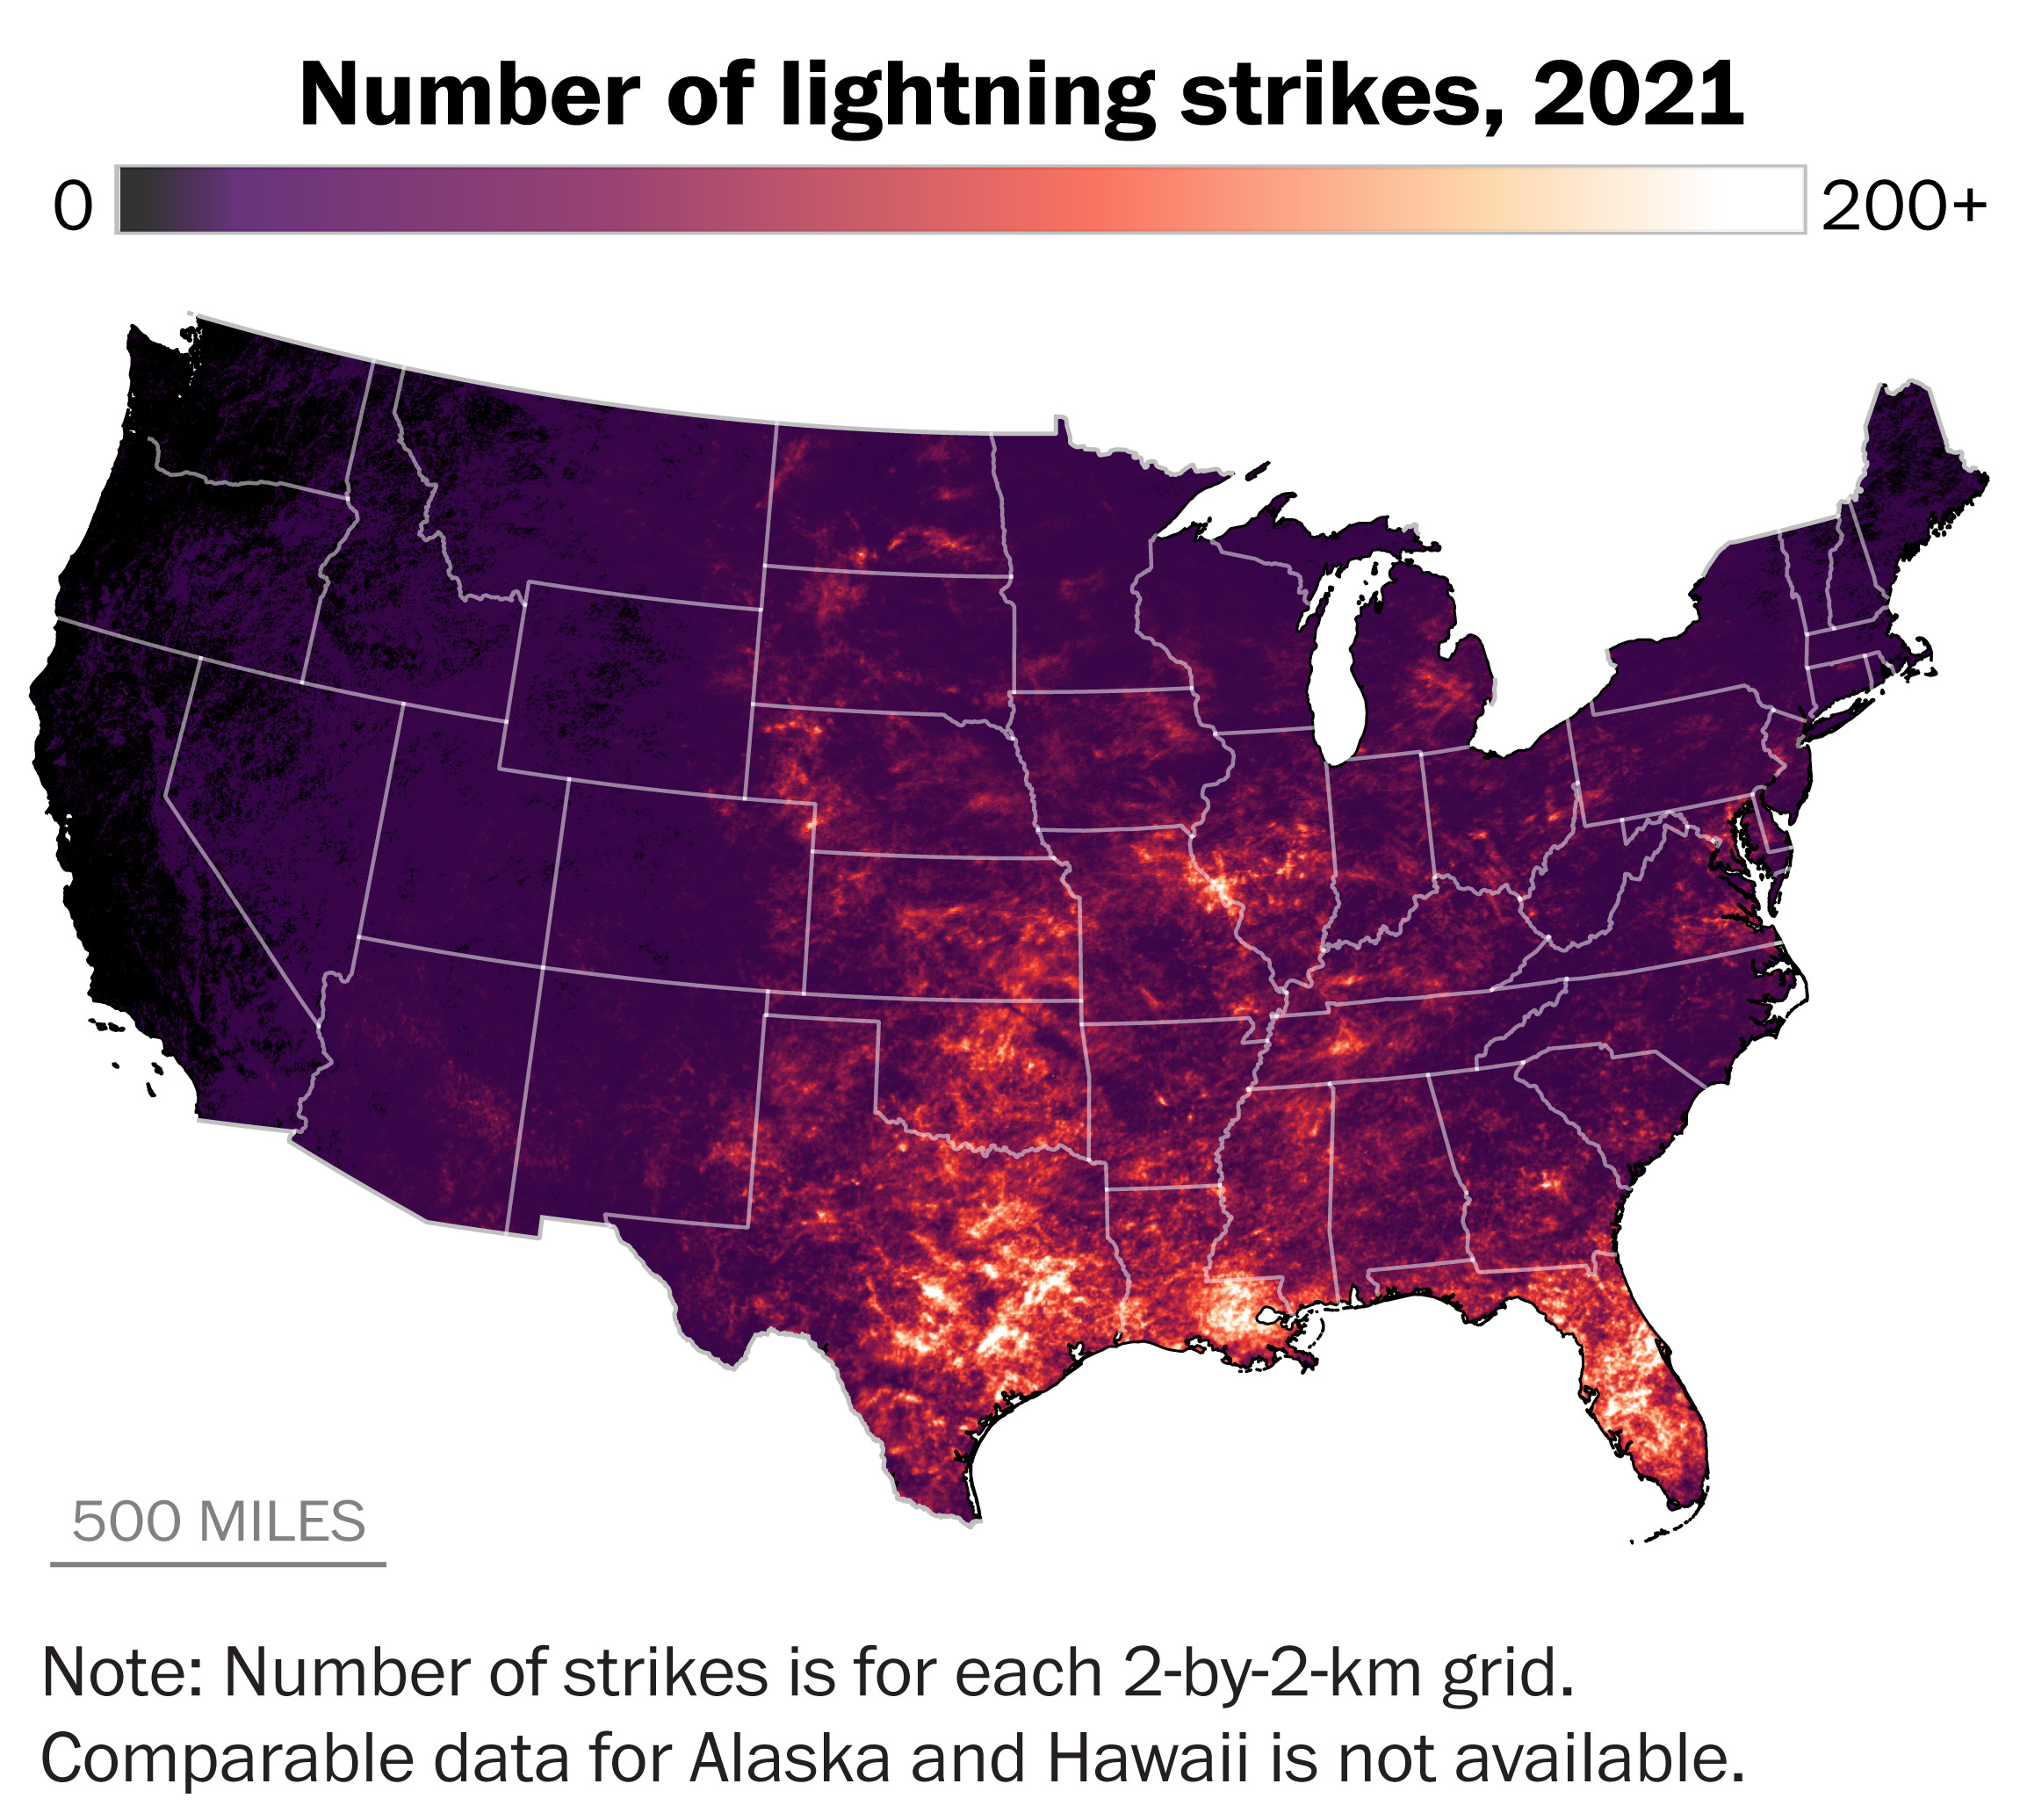 Number of lightning strikes, 2021
0 200+
500 MILES
Note: Number of strikes is for each 2-by-2-km grid.
Comparable data for Alaska and Hawaii is not available.